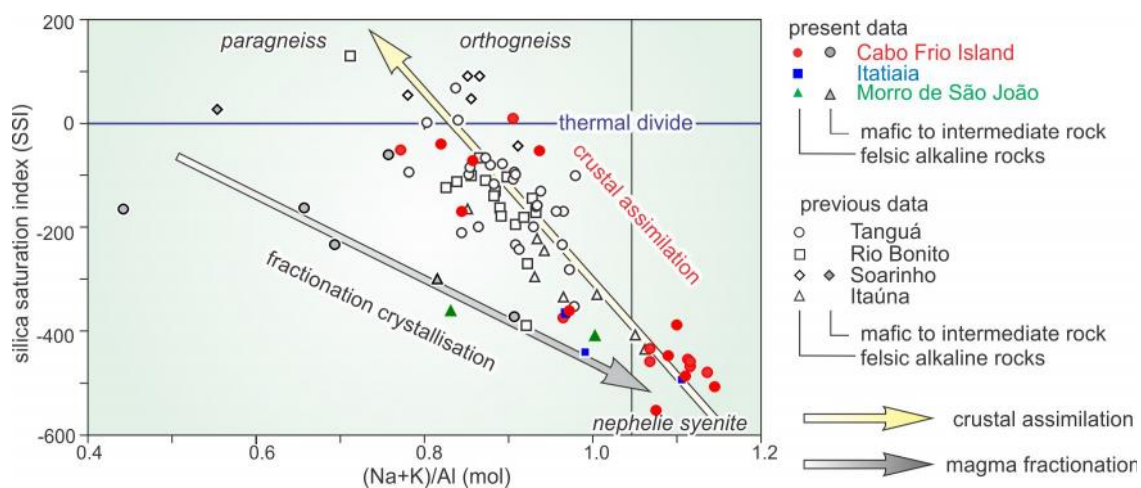 200
0
-200
-400
-600
silica saturation index (SSI)
0.4
0.6
0.8
1.0
1.2
(Na+K)/Al (mol)
paragneiss
orthogneiss
thermal divide
crustal assimilation
fractionation crystallisation
nephelie syenite
present data
Cabo Frio Island
Itatiaia
Morro de São João
mafic to intermediate rock
felsic alkaline rocks
previous data
Tanguá
Rio Bonito
Soarinho
Itaúna
mafic to intermediate rock
felsic alkaline rocks
crustal assimilation
magma fractionation